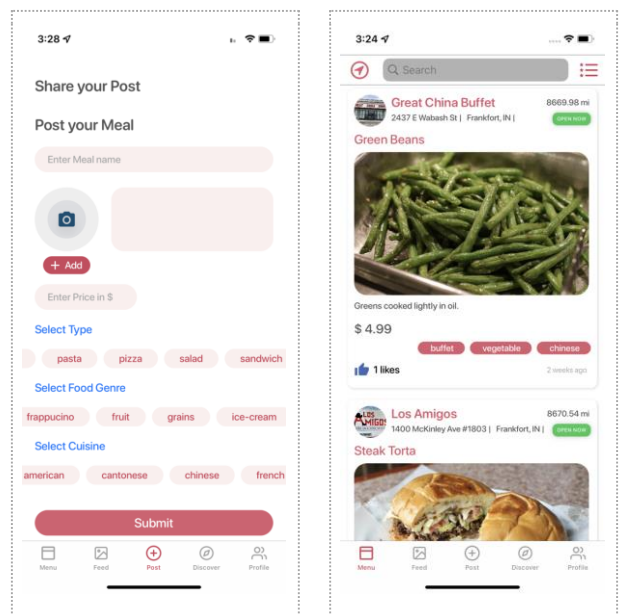 3:28
Share your Post
Post your Meal
Enter Meal name
+ Add
Enter Price in $
Select Type
pasta pizza salad sandwich
Select Food Genre
frappucino fruit grains ice-cream
Select Cuisine
american cantonese chinese french
Submit
Menu Feed Post Discover Profile
3:24
Search
Great China Buffet 8669.98 mi
2437 E Wabash St | Frankfort, IN | OPEN NOW
Green Beans
Greens cooked lightly in oil.
$ 4.99
buffet vegetable chinese
1 likes 2 weeks ago
LOS AMIGOS
Los Amigos 8670.54 mi
1400 McKinley Ave #1803 | Frankfort, IN | OPEN NOW
Steak Torta
Menu Feed Post Discover Profile